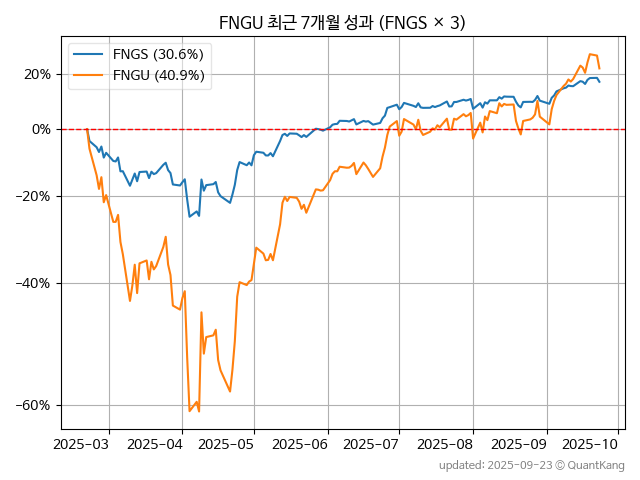 FNGU 최근 7개월 성과 (FNGS × 3)
FNGS (30.6%)
FNGU (40.9%)
20%
0%
−20%
−40%
−60%
2025−03 2025−04 2025−05 2025−06 2025−07 2025−08 2025−09 2025−10
updated: 2025-09-23 © QuantKang